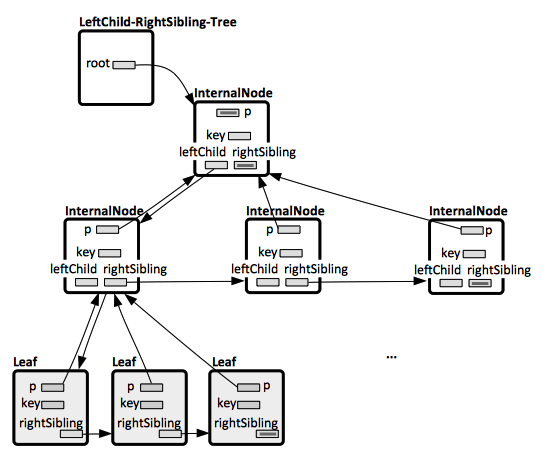 LeftChild-RightSibling-Tree
root
InternalNode
p
key
leftChild rightSibling
InternalNode InternalNode InternalNode
p p p
key key key
leftChild rightSibling leftChild rightSibling leftChild rightSibling
...
Leaf Leaf Leaf
p p p
key key key
rightSibling rightSibling rightSibling